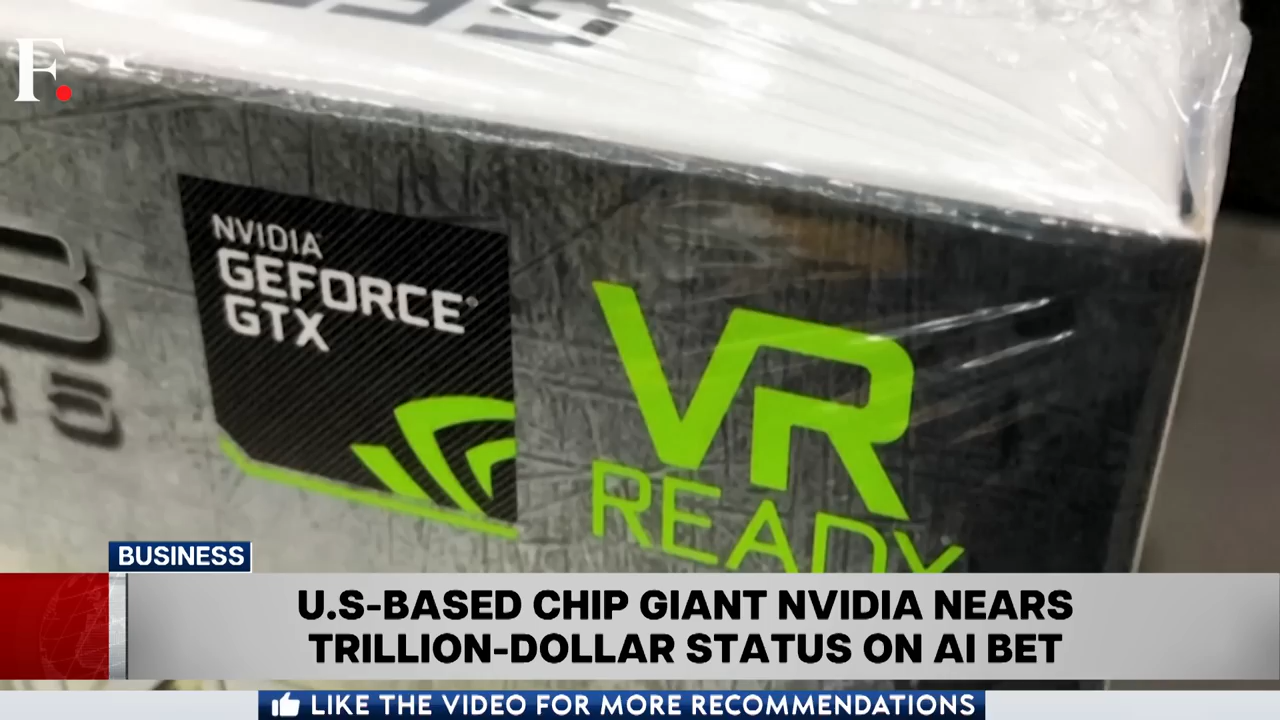 F.
NVIDIA
GEFORCE®
GTX
VR
READY
BUSINESS
U.S-BASED CHIP GIANT NVIDIA NEARS
TRILLION-DOLLAR STATUS ON AI BET
LIKE THE VIDEO FOR MORE RECOMMENDATIONS